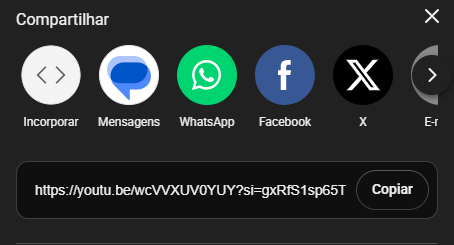 Compartilhar
Incorporar Mensagens WhatsApp Facebook X E-m
https://youtu.be/wcVVXUV0YUY?si=gxRfS1sp65T Copiar